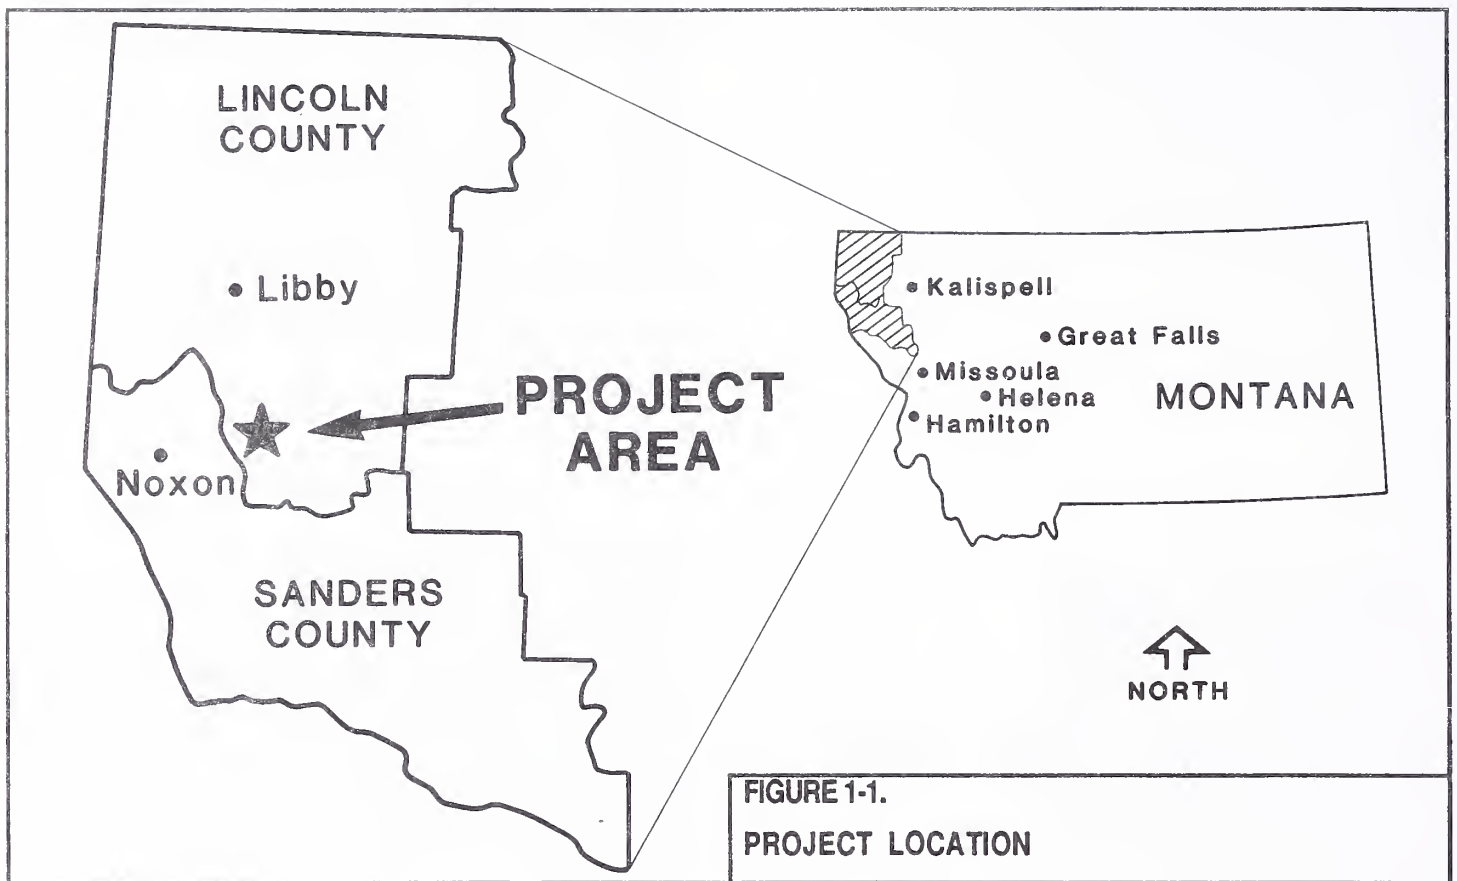 LINCOLN
COUNTY
Libby
PROJECT
AREA
Noxon
SANDERS
COUNTY
Kalispell
Great Falls
Missoula
Helena
MONTANA
Hamilton
NORTH
FIGURE 1-1.
PROJECT LOCATION